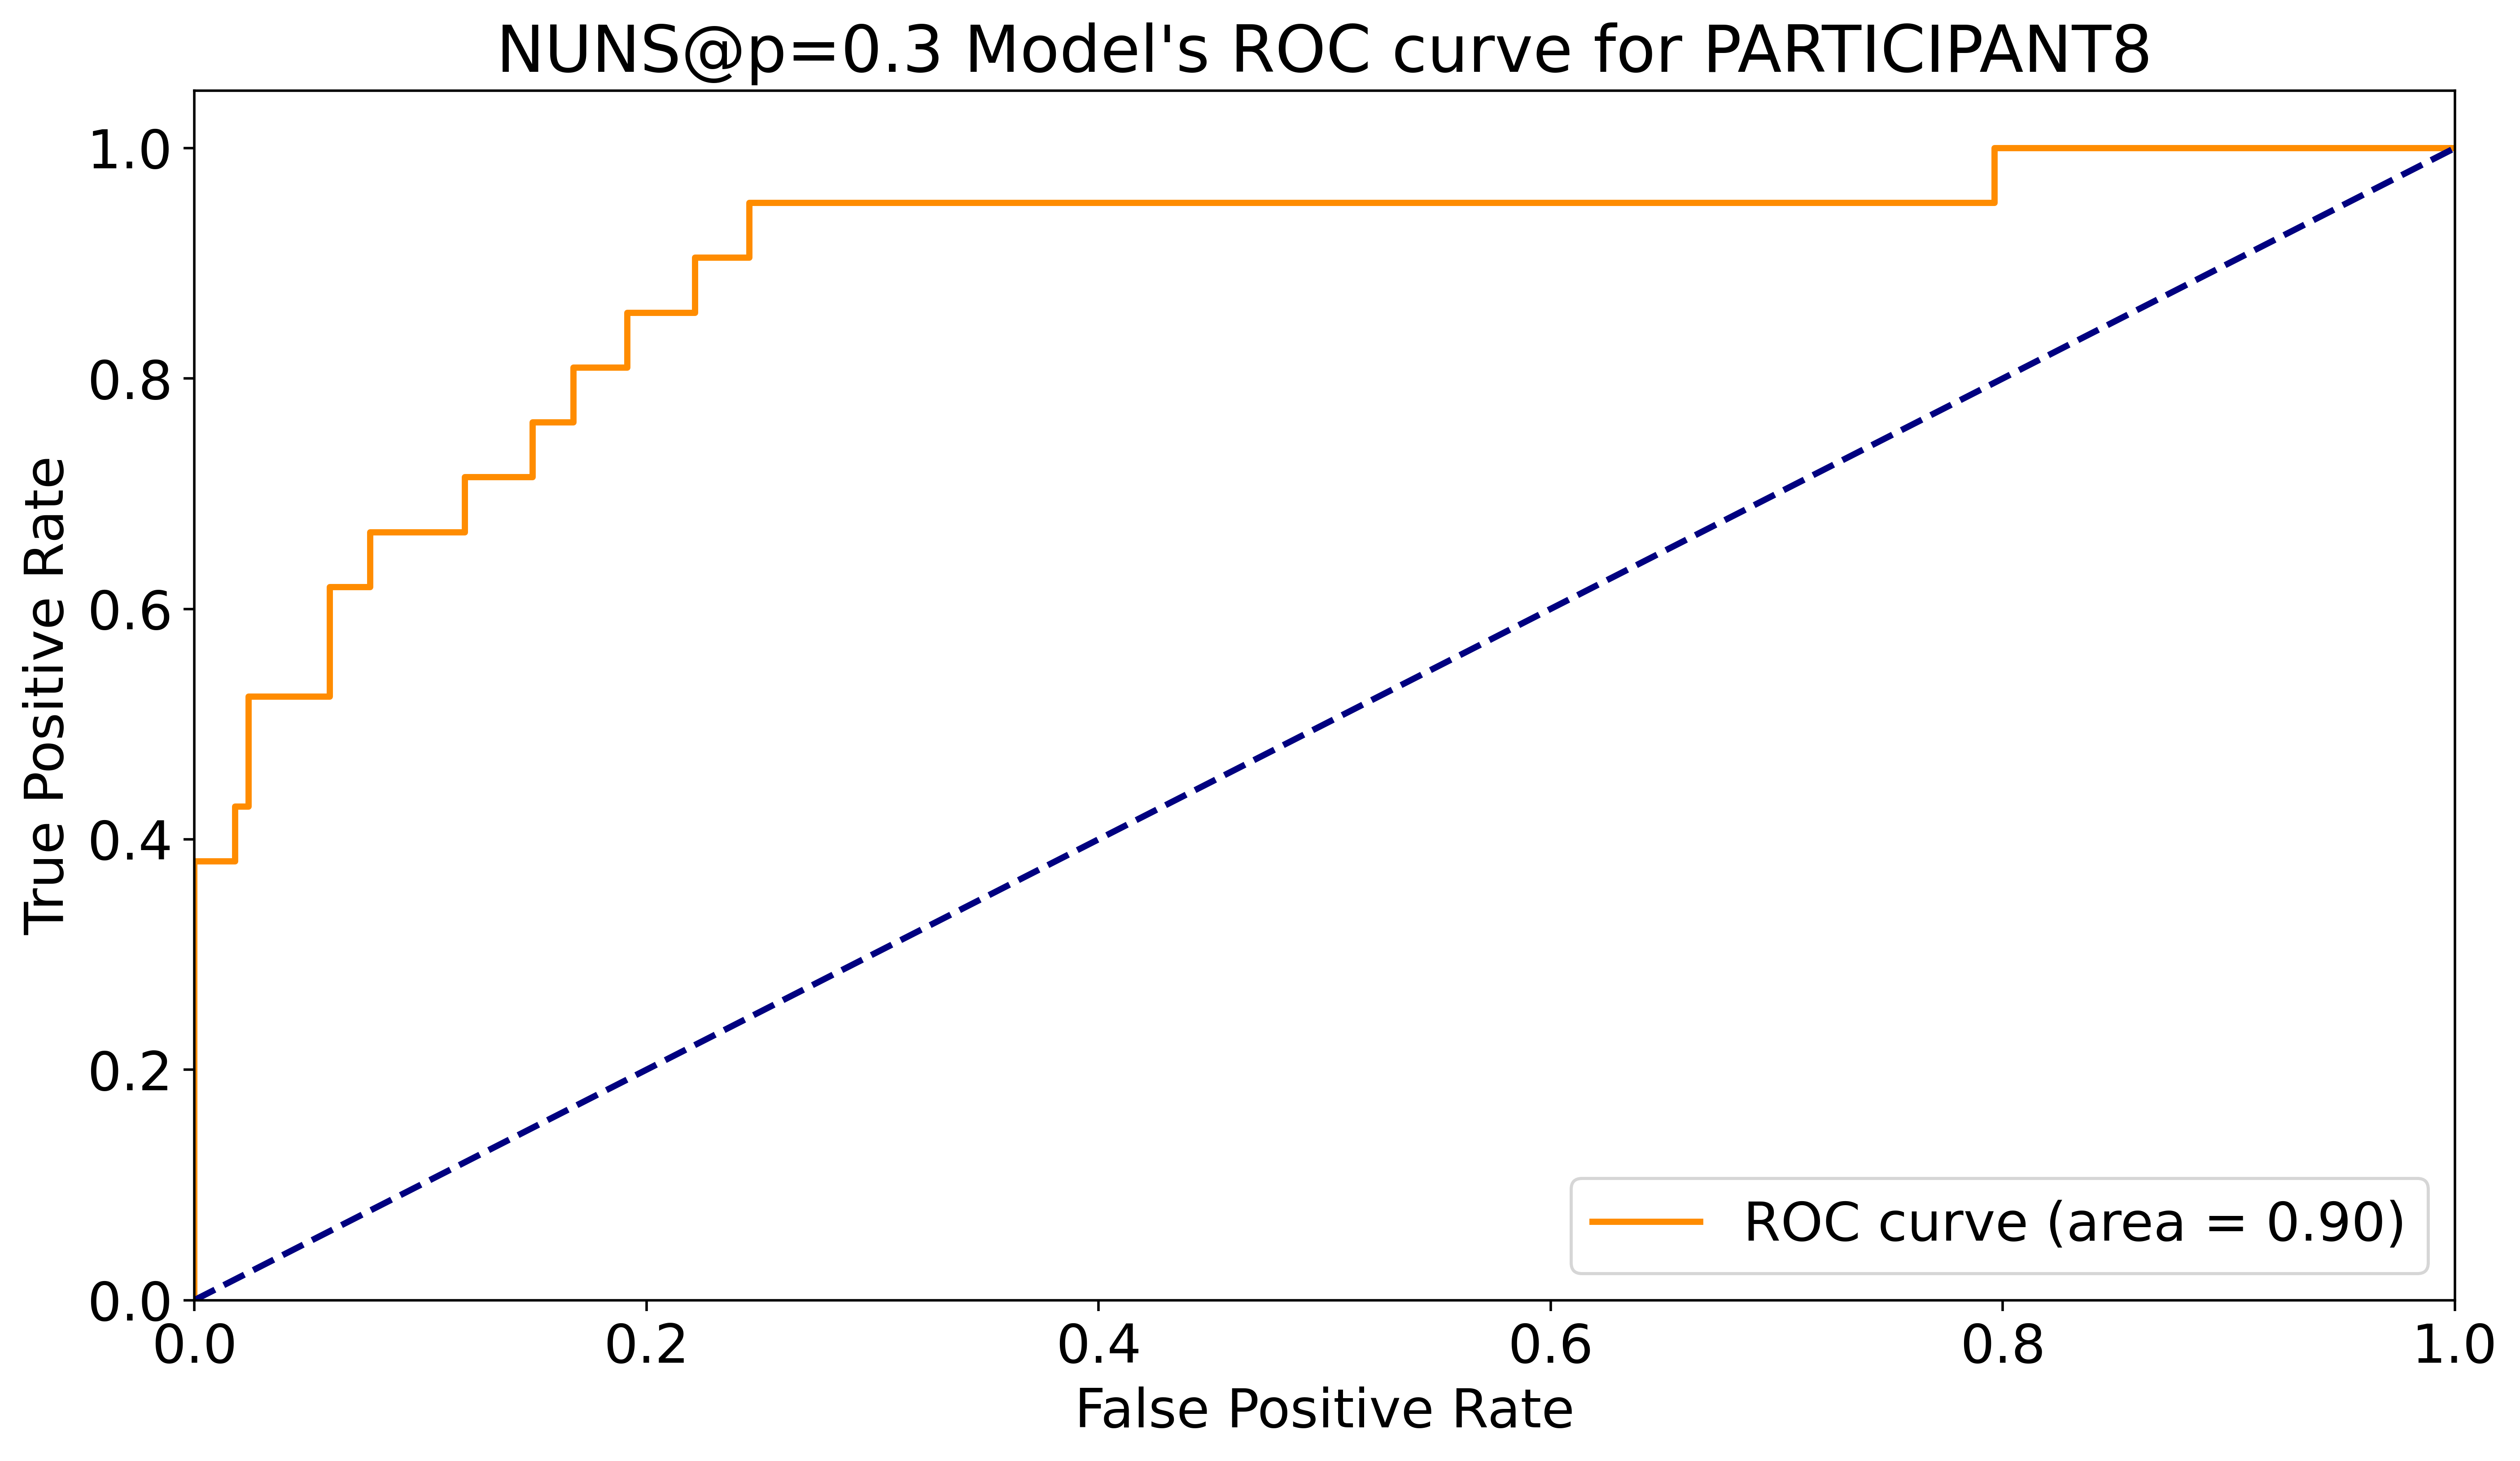 NUNS@p=0.3 Model's ROC curve for PARTICIPANT8
True Positive Rate
1.0
0.8
0.6
0.4
0.2
0.0
0.0 0.2 0.4 0.6 0.8 1.0
False Positive Rate
ROC curve (area = 0.90)